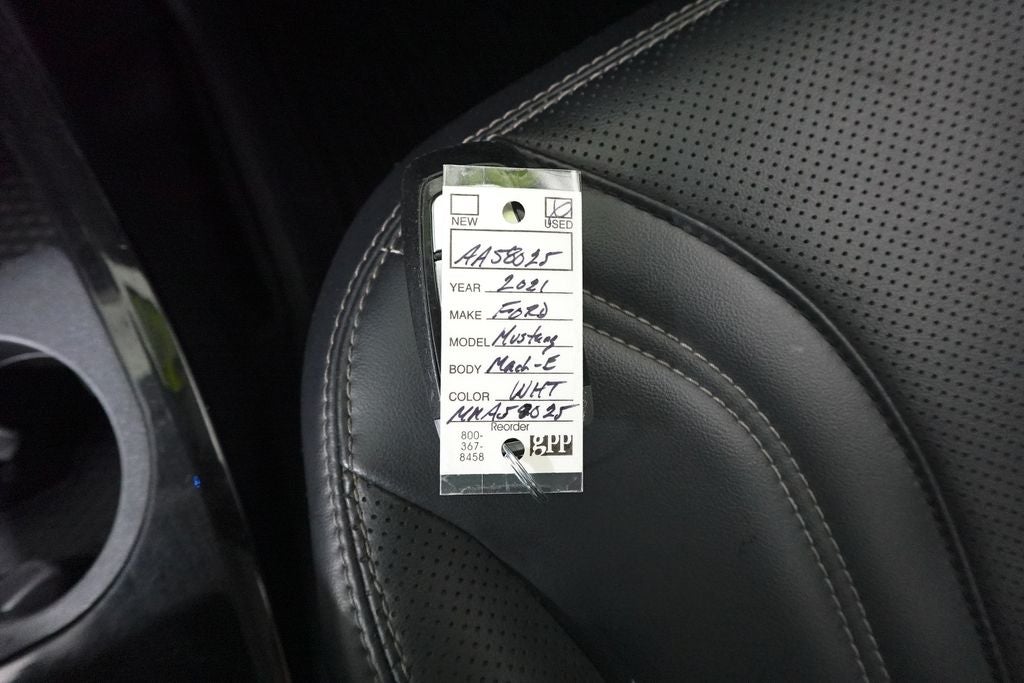 NEW USED
AA58025
YEAR 2021
MAKE FORD
MODEL Mustang
BODY Mach-E
COLOR WHT
MMA58025
Reorder
800-
367-
8458
gpp